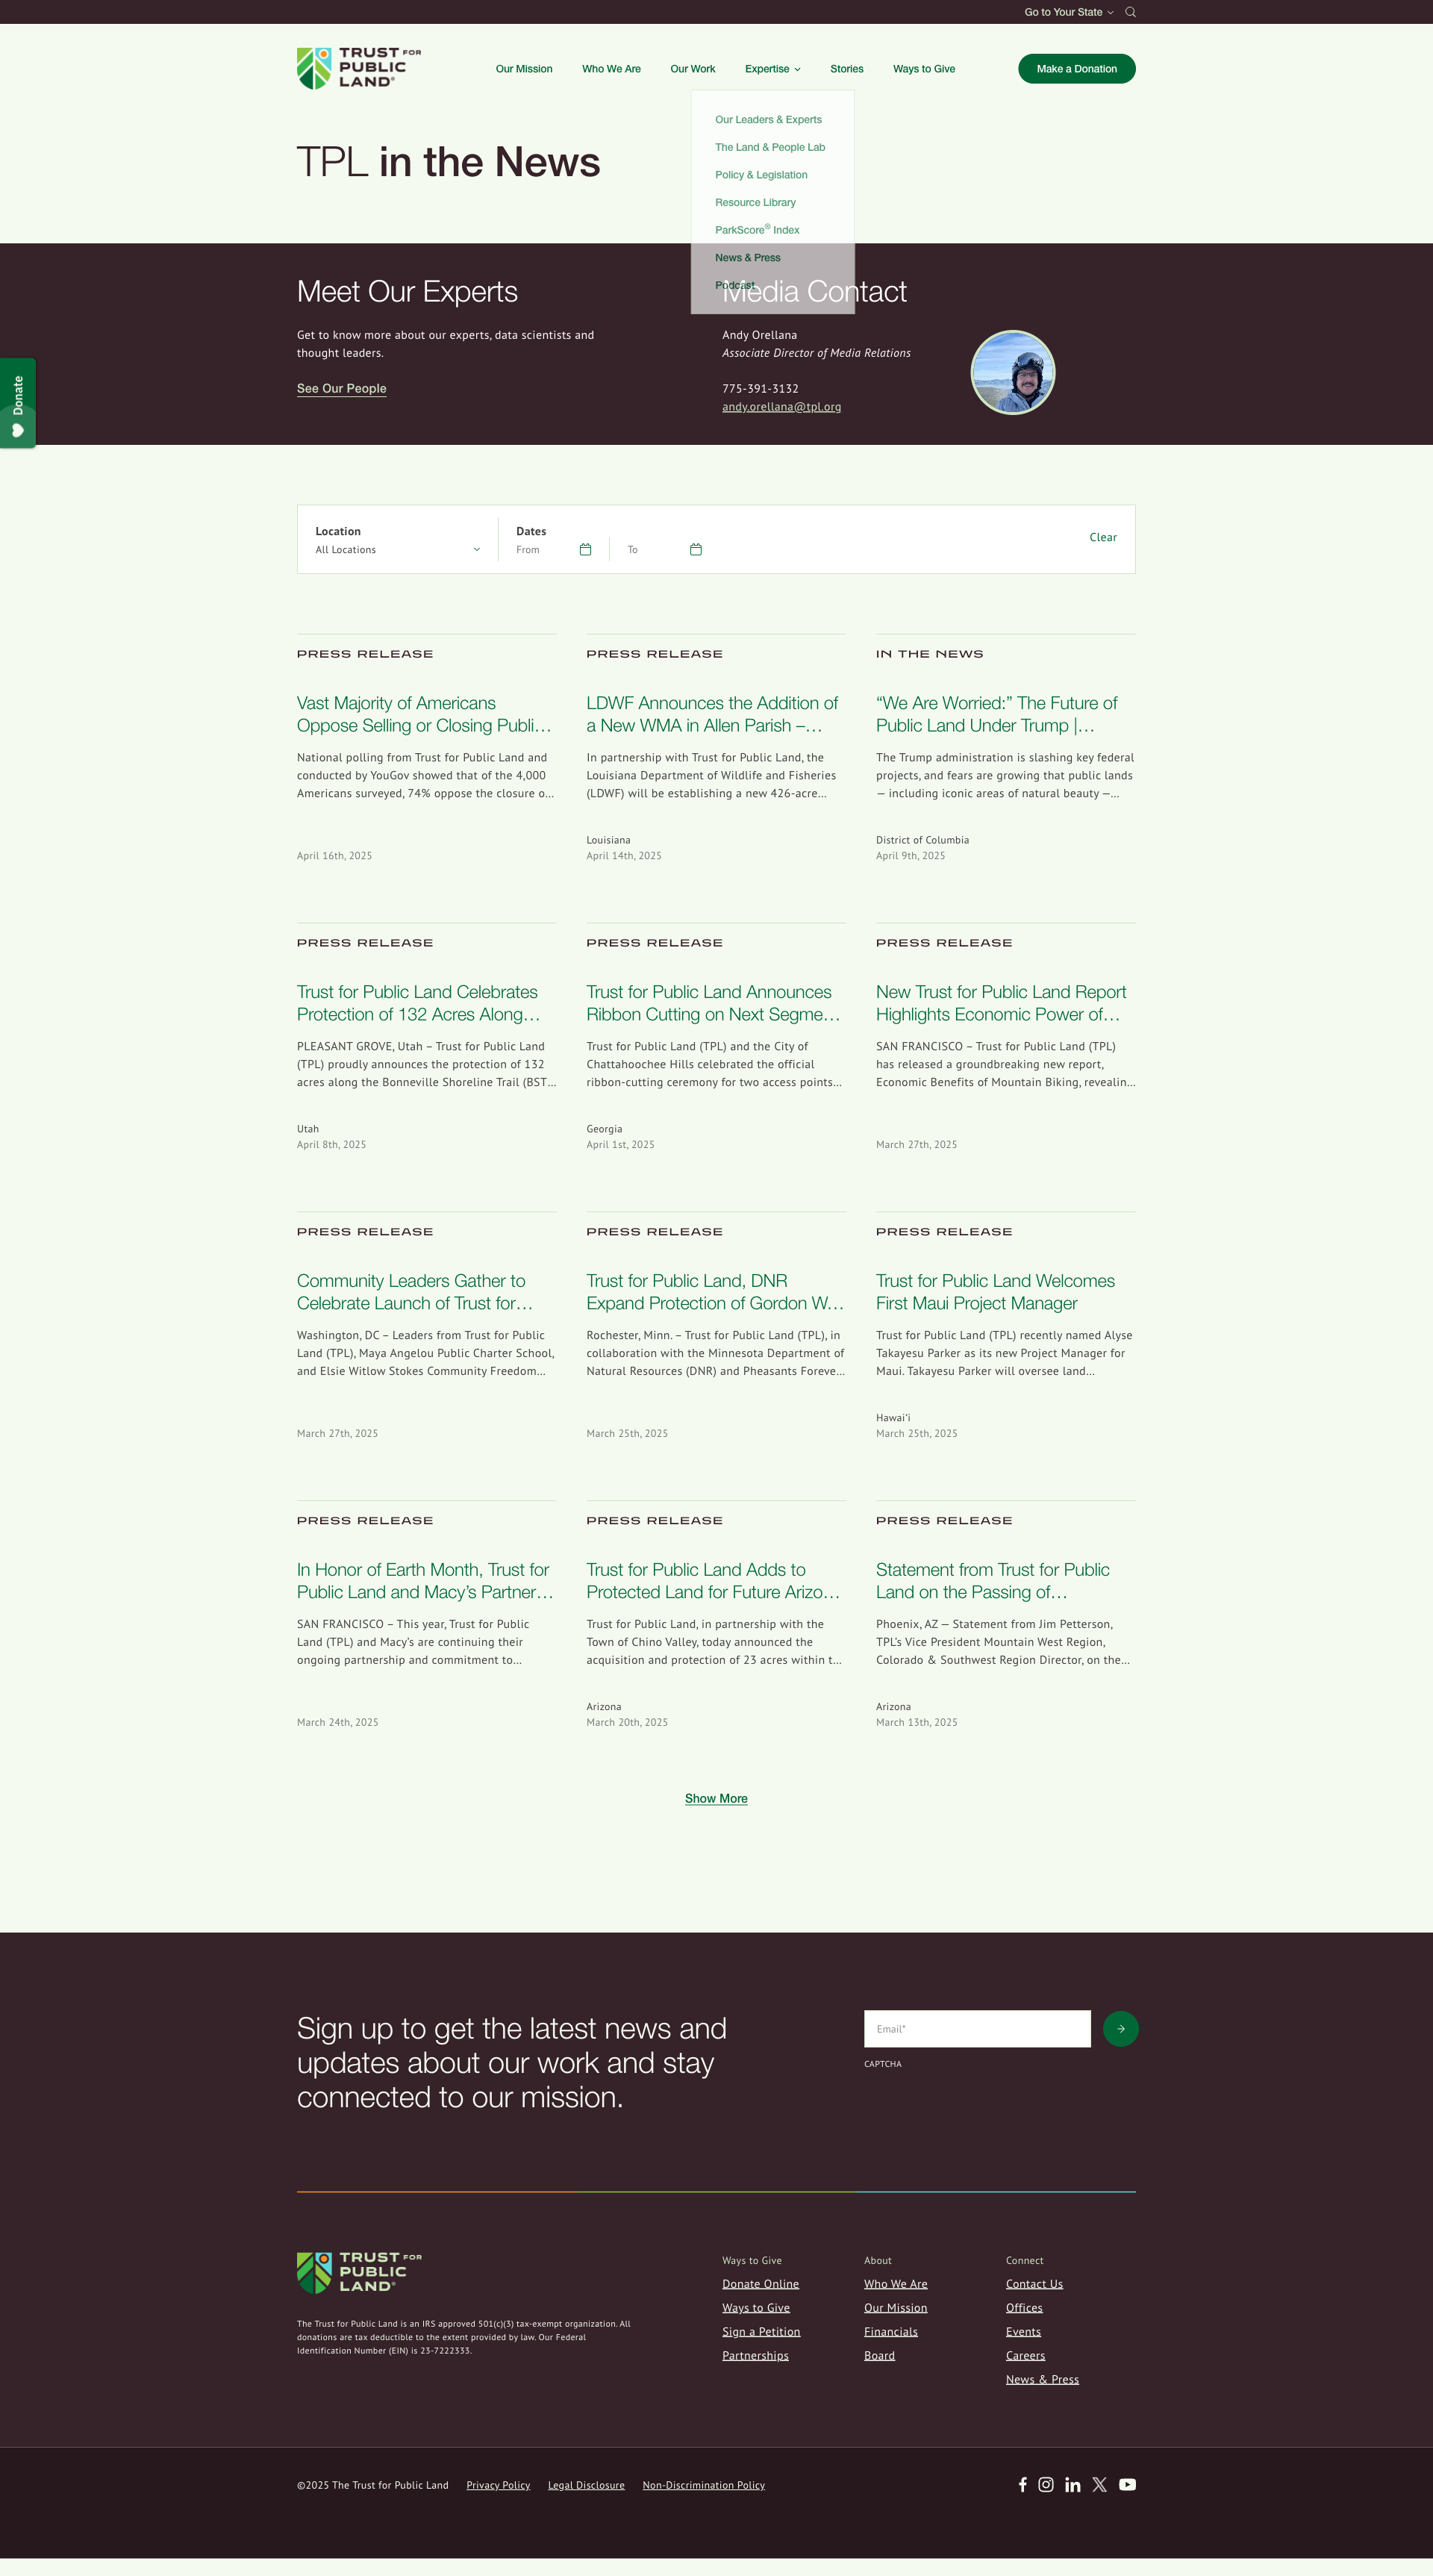 Go to Your State
TRUST FOR
PUBLIC
LAND®
Our Mission
Who We Are
Our Work
Expertise
Stories
Ways to Give
Make a Donation
Our Leaders & Experts
The Land & People Lab
Policy & Legislation
Resource Library
ParkScore® Index
News & Press
Podcast
TPL in the News
Meet Our Experts
Get to know more about our experts, data scientists and
thought leaders.
See Our People
Media Contact
Andy Orellana
Associate Director of Media Relations
775-391-3132
andy.orellana@tpl.org
Donate
Location
All Locations
Dates
From
To
Clear
PRESS RELEASE
Vast Majority of Americans
Oppose Selling or Closing Publi…
National polling from Trust for Public Land and
conducted by YouGov showed that of the 4,000
Americans surveyed, 74% oppose the closure o…
April 16th, 2025
PRESS RELEASE
LDWF Announces the Addition of
a New WMA in Allen Parish –…
In partnership with Trust for Public Land, the
Louisiana Department of Wildlife and Fisheries
(LDWF) will be establishing a new 426-acre…
Louisiana
April 14th, 2025
IN THE NEWS
“We Are Worried:” The Future of
Public Land Under Trump |…
The Trump administration is slashing key federal
projects, and fears are growing that public lands
— including iconic areas of natural beauty —…
District of Columbia
April 9th, 2025
PRESS RELEASE
Trust for Public Land Celebrates
Protection of 132 Acres Along…
PLEASANT GROVE, Utah – Trust for Public Land
(TPL) proudly announces the protection of 132
acres along the Bonneville Shoreline Trail (BST…
Utah
April 8th, 2025
PRESS RELEASE
Trust for Public Land Announces
Ribbon Cutting on Next Segme…
Trust for Public Land (TPL) and the City of
Chattahoochee Hills celebrated the official
ribbon-cutting ceremony for two access points…
Georgia
April 1st, 2025
PRESS RELEASE
New Trust for Public Land Report
Highlights Economic Power of…
SAN FRANCISCO – Trust for Public Land (TPL)
has released a groundbreaking new report,
Economic Benefits of Mountain Biking, revealin…
March 27th, 2025
PRESS RELEASE
Community Leaders Gather to
Celebrate Launch of Trust for…
Washington, DC – Leaders from Trust for Public
Land (TPL), Maya Angelou Public Charter School,
and Elsie Witlow Stokes Community Freedom…
March 27th, 2025
PRESS RELEASE
Trust for Public Land, DNR
Expand Protection of Gordon W…
Rochester, Minn. – Trust for Public Land (TPL), in
collaboration with the Minnesota Department of
Natural Resources (DNR) and Pheasants Foreve…
March 25th, 2025
PRESS RELEASE
Trust for Public Land Welcomes
First Maui Project Manager
Trust for Public Land (TPL) recently named Alyse
Takayesu Parker as its new Project Manager for
Maui. Takayesu Parker will oversee land…
Hawaiʻi
March 25th, 2025
PRESS RELEASE
In Honor of Earth Month, Trust for
Public Land and Macy’s Partner…
SAN FRANCISCO – This year, Trust for Public
Land (TPL) and Macy’s are continuing their
ongoing partnership and commitment to…
March 24th, 2025
PRESS RELEASE
Trust for Public Land Adds to
Protected Land for Future Arizo…
Trust for Public Land, in partnership with the
Town of Chino Valley, today announced the
acquisition and protection of 23 acres within t…
Arizona
March 20th, 2025
PRESS RELEASE
Statement from Trust for Public
Land on the Passing of…
Phoenix, AZ — Statement from Jim Petterson,
TPL’s Vice President Mountain West Region,
Colorado & Southwest Region Director, on the…
Arizona
March 13th, 2025
Show More
Sign up to get the latest news and
updates about our work and stay
connected to our mission.
Email*
CAPTCHA
TRUST FOR
PUBLIC
LAND®
The Trust for Public Land is an IRS approved 501(c)(3) tax-exempt organization. All
donations are tax deductible to the extent provided by law. Our Federal
Identification Number (EIN) is 23-7222333.
Ways to Give
Donate Online
Ways to Give
Sign a Petition
Partnerships
About
Who We Are
Our Mission
Financials
Board
Connect
Contact Us
Offices
Events
Careers
News & Press
©2025 The Trust for Public Land
Privacy Policy
Legal Disclosure
Non-Discrimination Policy